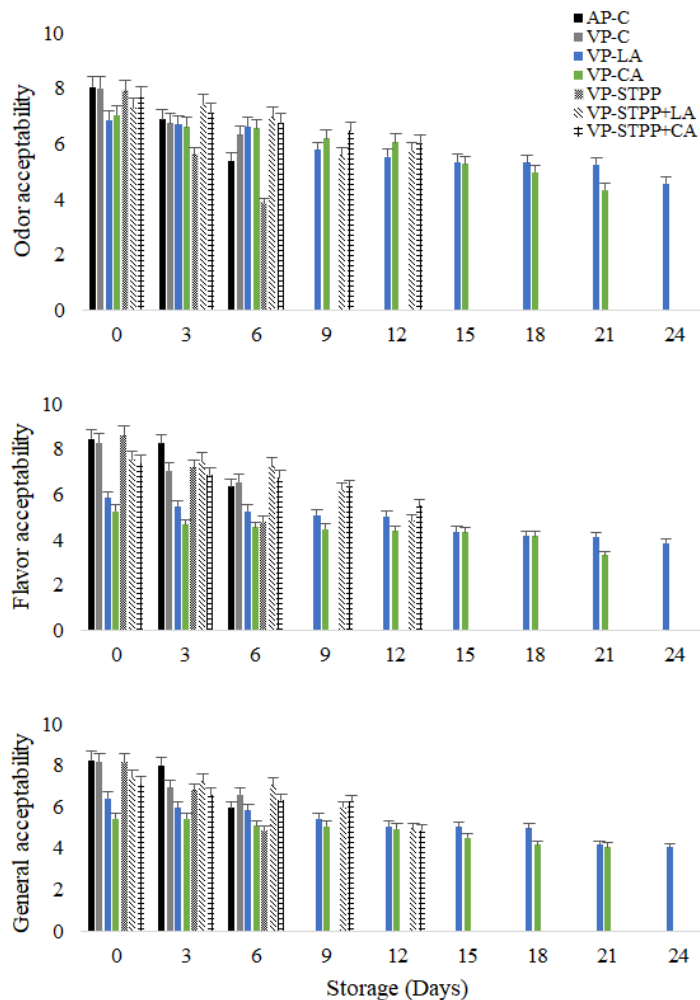 AP-C
VP-C
VP-LA
VP-CA
VP-STPP
VP-STPP+LA
VP-STPP+CA
Odor acceptability
10
8
6
4
2
0
0 3 6 9 12 15 18 21 24
Flavor acceptability
10
8
6
4
2
0
0 3 6 9 12 15 18 21 24
General acceptability
10
8
6
4
2
0
0 3 6 9 12 15 18 21 24
Storage (Days)